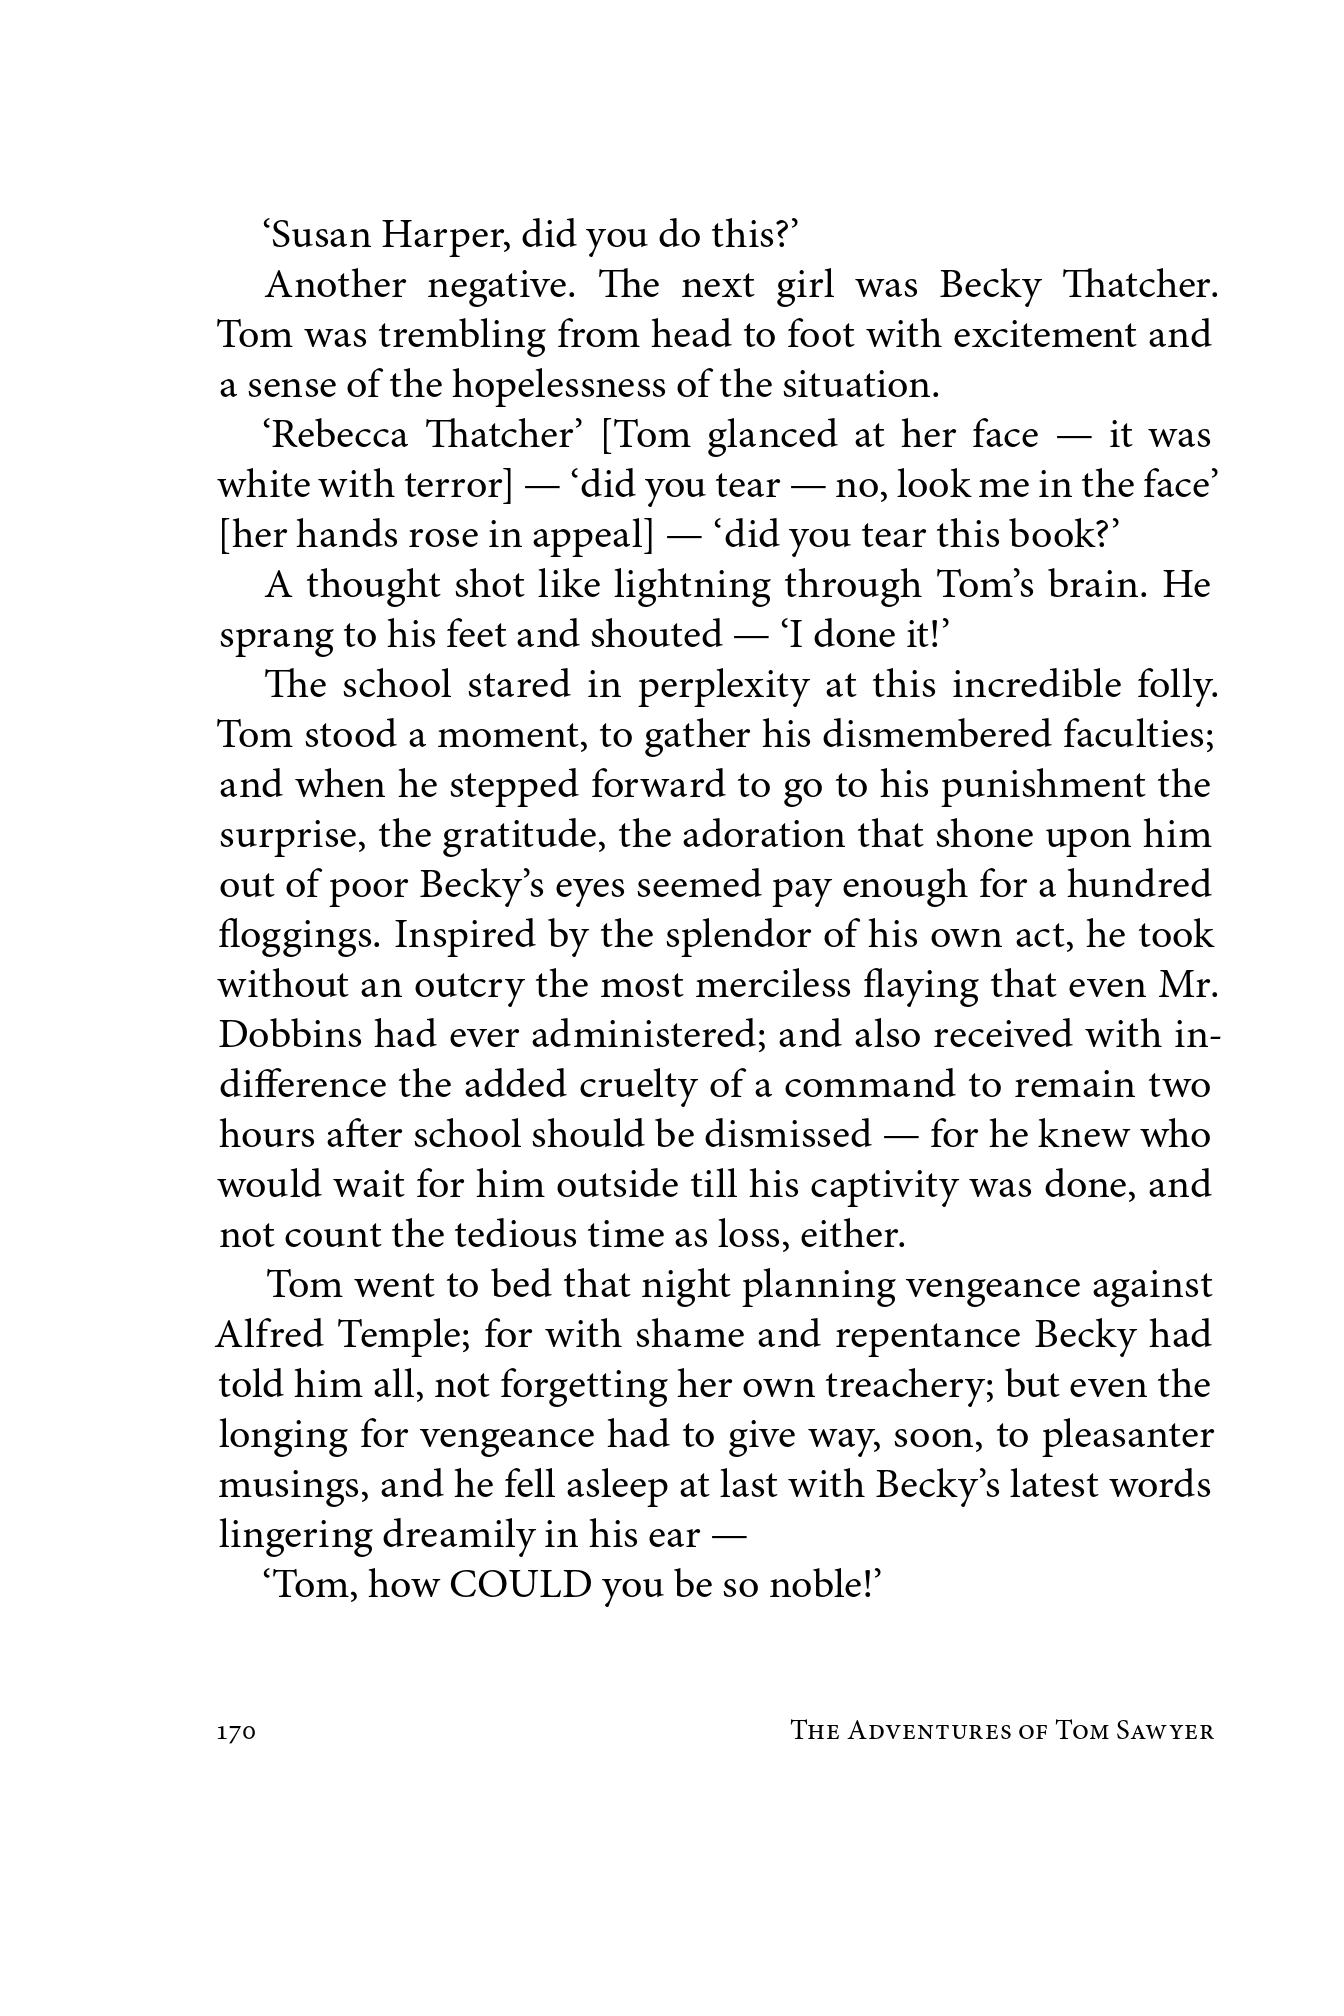 ‘Susan Harper, did you do this?’
Another negative. The next girl was Becky Thatcher.
Tom was trembling from head to foot with excitement and
a sense of the hopelessness of the situation.
‘Rebecca Thatcher’ [Tom glanced at her face — it was
white with terror] — ‘did you tear — no, look me in the face’
[her hands rose in appeal] — ‘did you tear this book?’
A thought shot like lightning through Tom’s brain. He
sprang to his feet and shouted — ‘I done it!’
The school stared in perplexity at this incredible folly.
Tom stood a moment, to gather his dismembered faculties;
and when he stepped forward to go to his punishment the
surprise, the gratitude, the adoration that shone upon him
out of poor Becky’s eyes seemed pay enough for a hundred
floggings. Inspired by the splendor of his own act, he took
without an outcry the most merciless flaying that even Mr.
Dobbins had ever administered; and also received with in-
difference the added cruelty of a command to remain two
hours after school should be dismissed — for he knew who
would wait for him outside till his captivity was done, and
not count the tedious time as loss, either.
Tom went to bed that night planning vengeance against
Alfred Temple; for with shame and repentance Becky had
told him all, not forgetting her own treachery; but even the
longing for vengeance had to give way, soon, to pleasanter
musings, and he fell asleep at last with Becky’s latest words
lingering dreamily in his ear —
‘Tom, how COULD you be so noble!’
170 The Adventures of Tom Sawyer